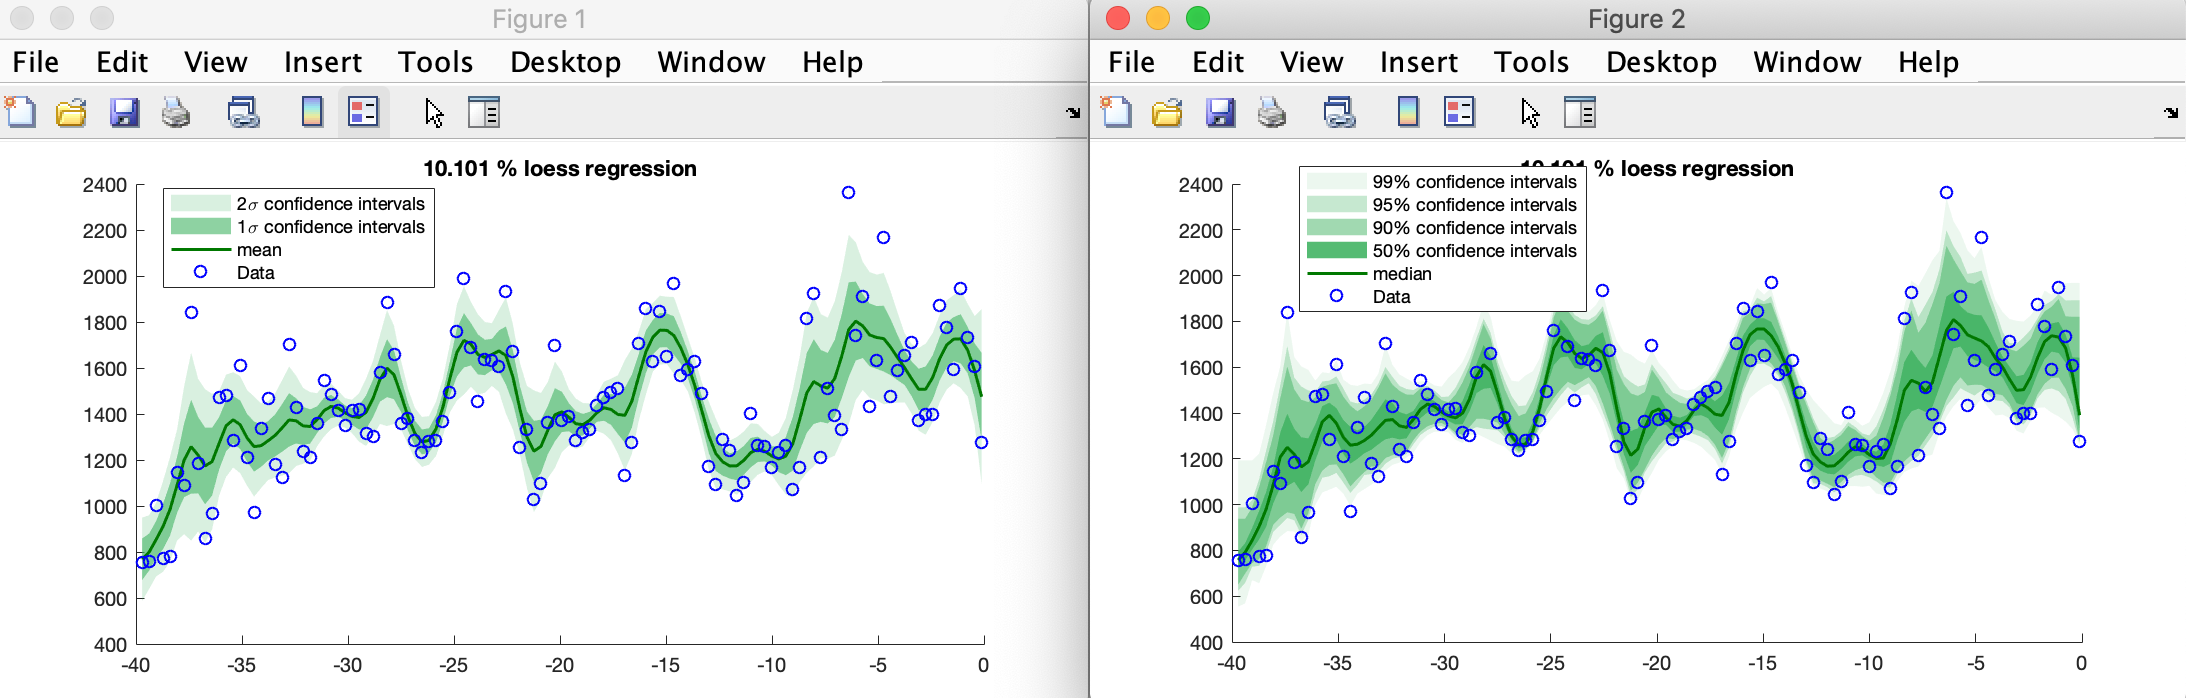 Figure 1
File Edit View Insert Tools Desktop Window Help
10.101 % loess regression
2σ confidence intervals
1σ confidence intervals
mean
Data
2400
2200
2000
1800
1600
1400
1200
1000
800
600
400
-40 -35 -30 -25 -20 -15 -10 -5 0
Figure 2
File Edit View Insert Tools Desktop Window Help
10.101 % loess regression
99% confidence intervals
95% confidence intervals
90% confidence intervals
50% confidence intervals
median
Data
2400
2200
2000
1800
1600
1400
1200
1000
800
600
400
-40 -35 -30 -25 -20 -15 -10 -5 0